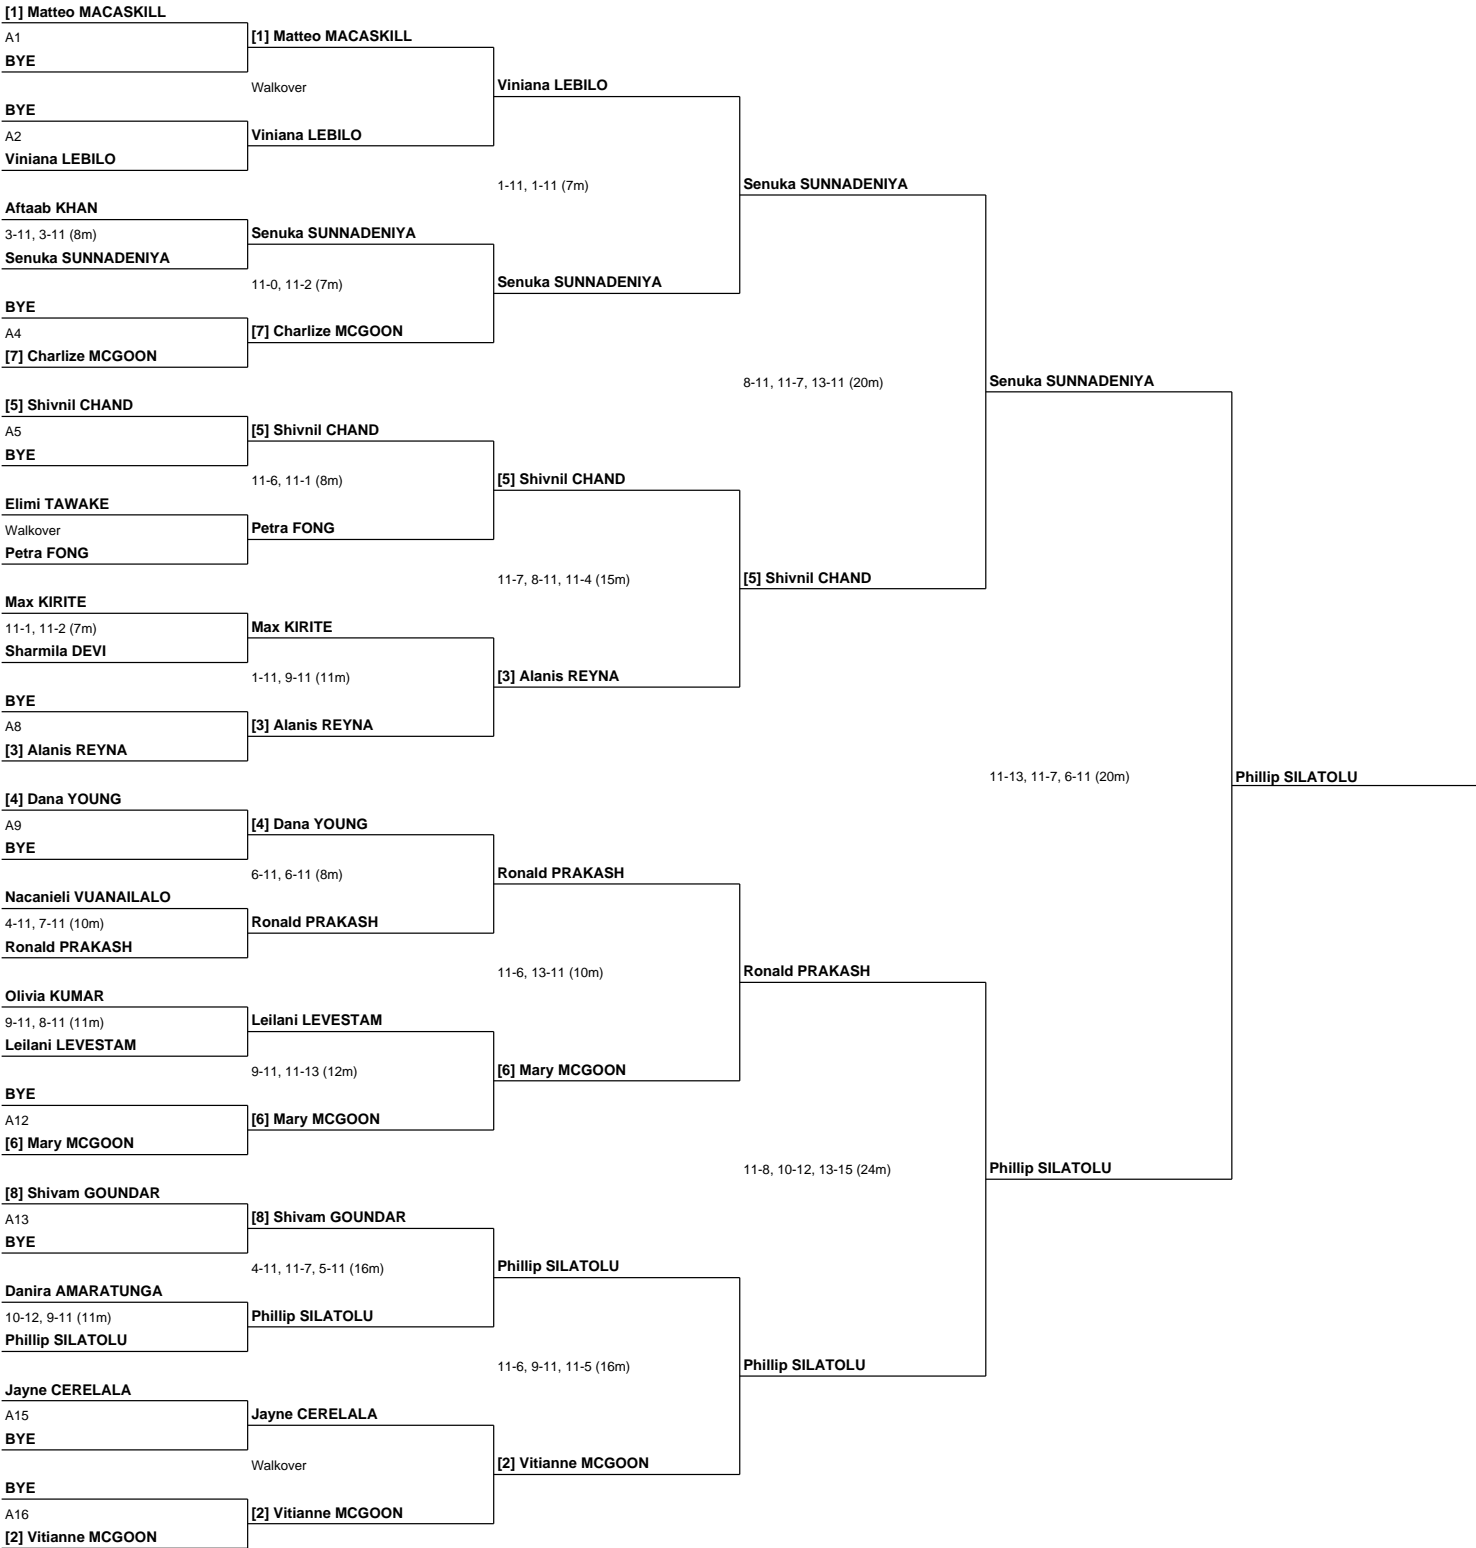 [1] Matteo MACASKILL
A1
BYE
BYE
A2
Viniana LEBILO
Aftaab KHAN
3-11, 3-11 (8m)
Senuka SUNNADENIYA
BYE
A4
[7] Charlize MCGOON
[5] Shivnil CHAND
A5
BYE
Elimi TAWAKE
Walkover
Petra FONG
Max KIRITE
11-1, 11-2 (7m)
Sharmila DEVI
BYE
A8
[3] Alanis REYNA
[4] Dana YOUNG
A9
BYE
Nacanieli VUANAILALO
4-11, 7-11 (10m)
Ronald PRAKASH
Olivia KUMAR
9-11, 8-11 (11m)
Leilani LEVESTAM
BYE
A12
[6] Mary MCGOON
[8] Shivam GOUNDAR
A13
BYE
Danira AMARATUNGA
10-12, 9-11 (11m)
Phillip SILATOLU
Jayne CERELALA
A15
BYE
BYE
A16
[2] Vitianne MCGOON
[1] Matteo MACASKILL
Walkover
Viniana LEBILO
Senuka SUNNADENIYA
11-0, 11-2 (7m)
[7] Charlize MCGOON
[5] Shivnil CHAND
11-6, 11-1 (8m)
Petra FONG
Max KIRITE
1-11, 9-11 (11m)
[3] Alanis REYNA
[4] Dana YOUNG
6-11, 6-11 (8m)
Ronald PRAKASH
Leilani LEVESTAM
9-11, 11-13 (12m)
[6] Mary MCGOON
[8] Shivam GOUNDAR
4-11, 11-7, 5-11 (16m)
Phillip SILATOLU
Jayne CERELALA
Walkover
[2] Vitianne MCGOON
Viniana LEBILO
1-11, 1-11 (7m)
Senuka SUNNADENIYA
[5] Shivnil CHAND
11-7, 8-11, 11-4 (15m)
[3] Alanis REYNA
Ronald PRAKASH
11-6, 13-11 (10m)
[6] Mary MCGOON
Phillip SILATOLU
11-6, 9-11, 11-5 (16m)
[2] Vitianne MCGOON
Senuka SUNNADENIYA
8-11, 11-7, 13-11 (20m)
[5] Shivnil CHAND
Ronald PRAKASH
11-8, 10-12, 13-15 (24m)
Phillip SILATOLU
Senuka SUNNADENIYA
11-13, 11-7, 6-11 (20m)
Phillip SILATOLU
Phillip SILATOLU